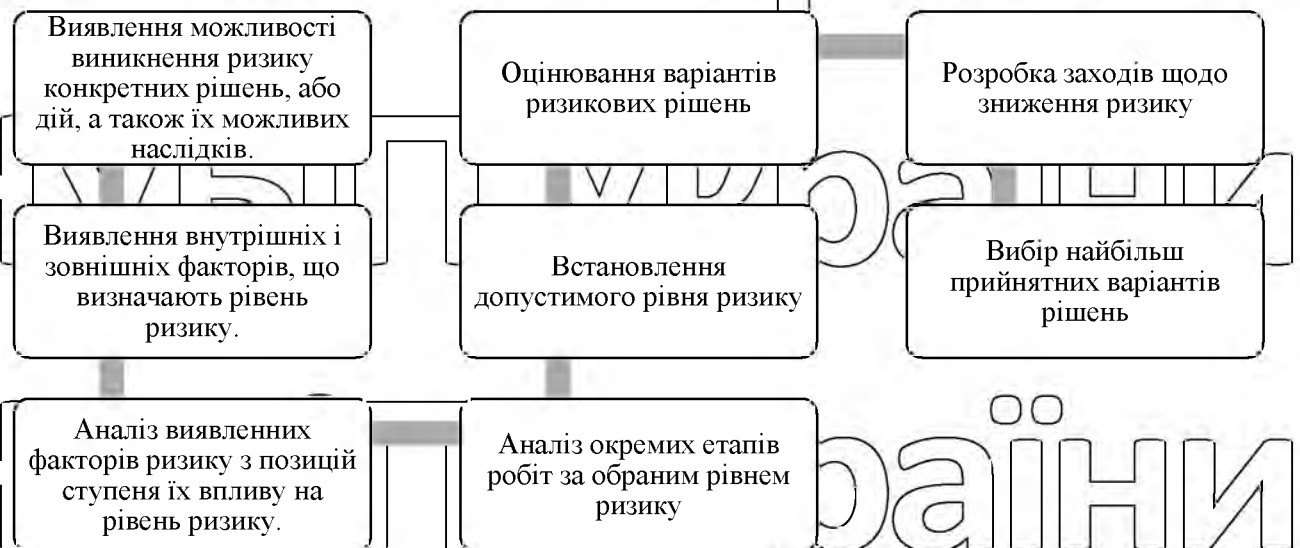 Виявлення можливості
виникнення ризику
конкретних рішень, або
дій, а також їх можливих
наслідків.
Виявлення внутрішніх і
зовнішніх факторів, що
визначають рівень
ризику.
Аналіз виявленних
факторів ризику з позицій
ступеня їх впливу на
рівень ризику.
Аналіз окремих етапів
робіт за обраним рівнем
ризику
Встановлення
допустимого рівня ризику
Оцінювання варіантів
ризикових рішень
Розробка заходів щодо
зниження ризику
Вибір найбільш
прийнятних варіантів
рішень